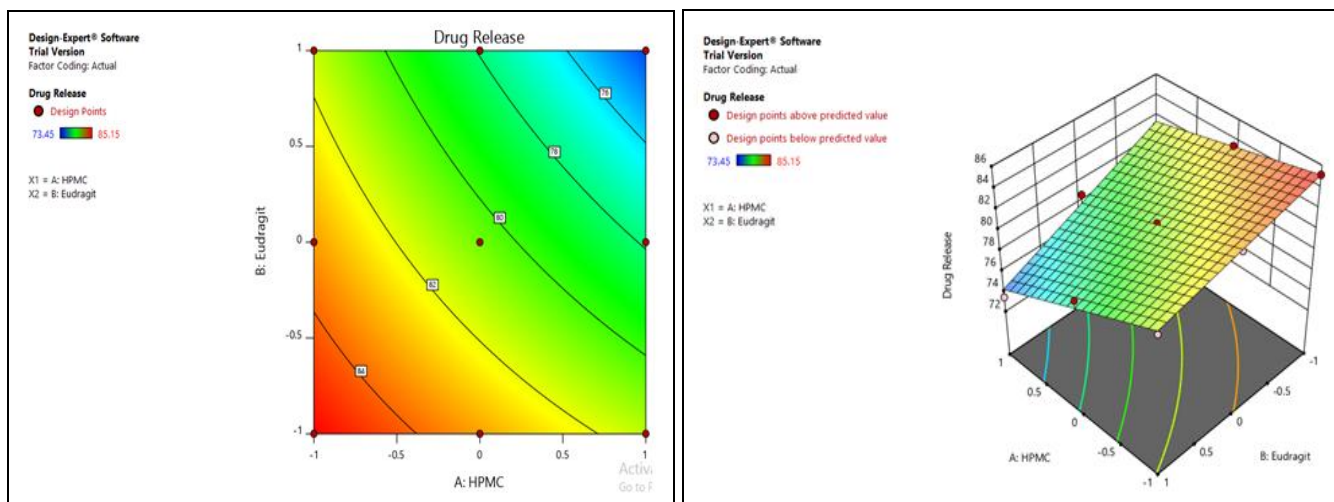 Design-Expert® Software
Trial Version
Factor Coding: Actual
Drug Release
Design Points
73.45 85.15
X1 = A: HPMC
X2 = B: Eudragit
Drug Release
B: Eudragit
1
0.5
0
-0.5
-1
76
78
80
82
84
-1 -0.5 0 0.5 1
A: HPMC
Activ
Go to P
Design-Expert® Software
Trial Version
Factor Coding: Actual
Drug Release
Design points above predicted value
Design points below predicted value
73.45 85.15
X1 = A: HPMC
X2 = B: Eudragit
Drug Release
86
84
82
80
78
76
74
72
1
0.5
0
-0.5
-1
A: HPMC
-1
-0.5
0
0.5
1
B: Eudragit